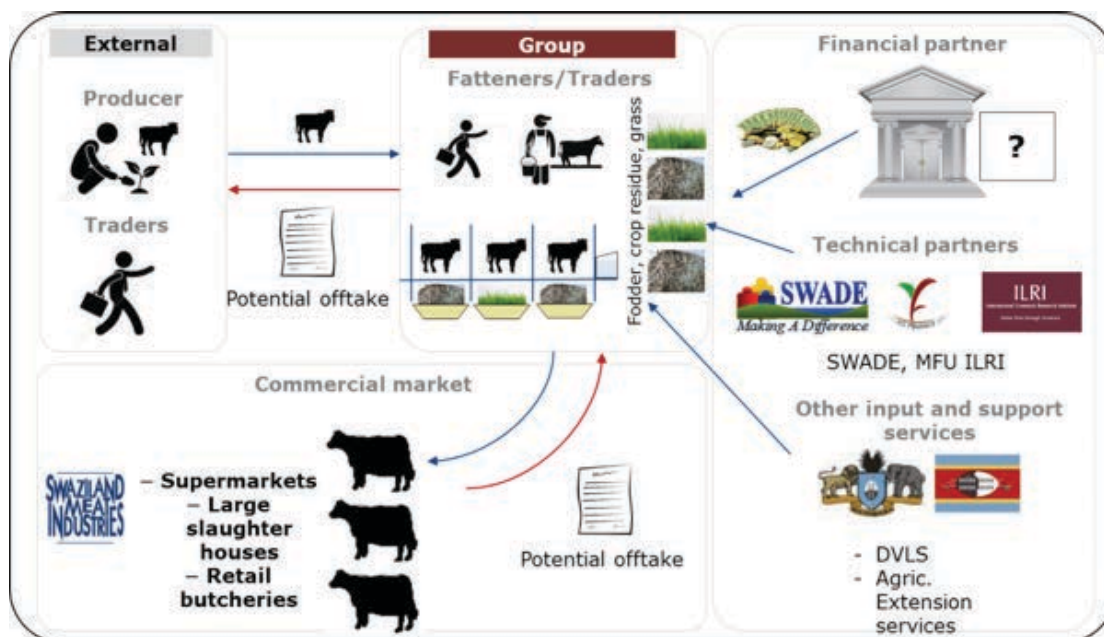 External
Producer
Traders
Potential offtake
Group
Fatteners/Traders
Fodder, crop residue, grass
Financial partner
?
Technical partners
SWADE
Making A Difference
ILRI
SWADE, MFU ILRI
Other input and support
services
- DVLS
- Agric.
Extension
services
Commercial market
SWAZILAND
MEAT
INDUSTRIES
– Supermarkets
– Large
slaughter
houses
– Retail
butcheries
Potential offtake